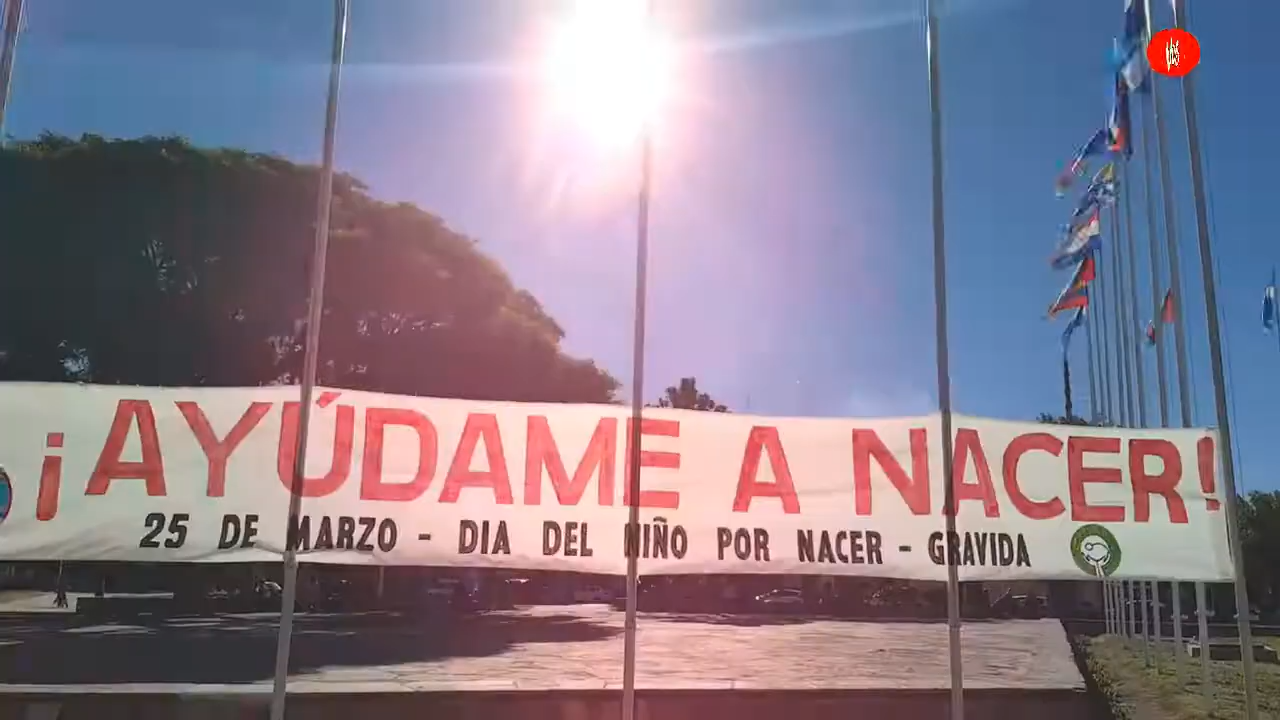 ¡AYÚDAME A NACER!
25 DE MARZO - DIA DEL NIÑO POR NACER - GRAVIDA